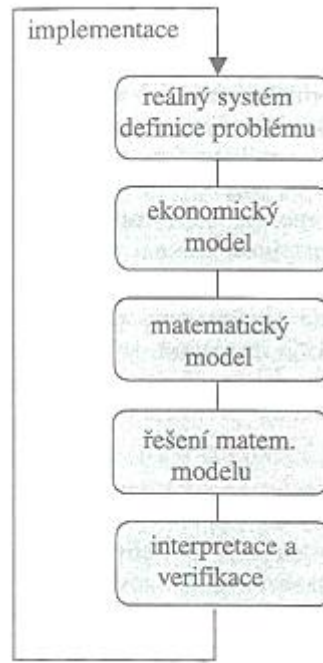 implementace
reálný systém
definice problému
ekonomický
model
matematický
model
řešení matem.
modelu
interpretace a
verifikace